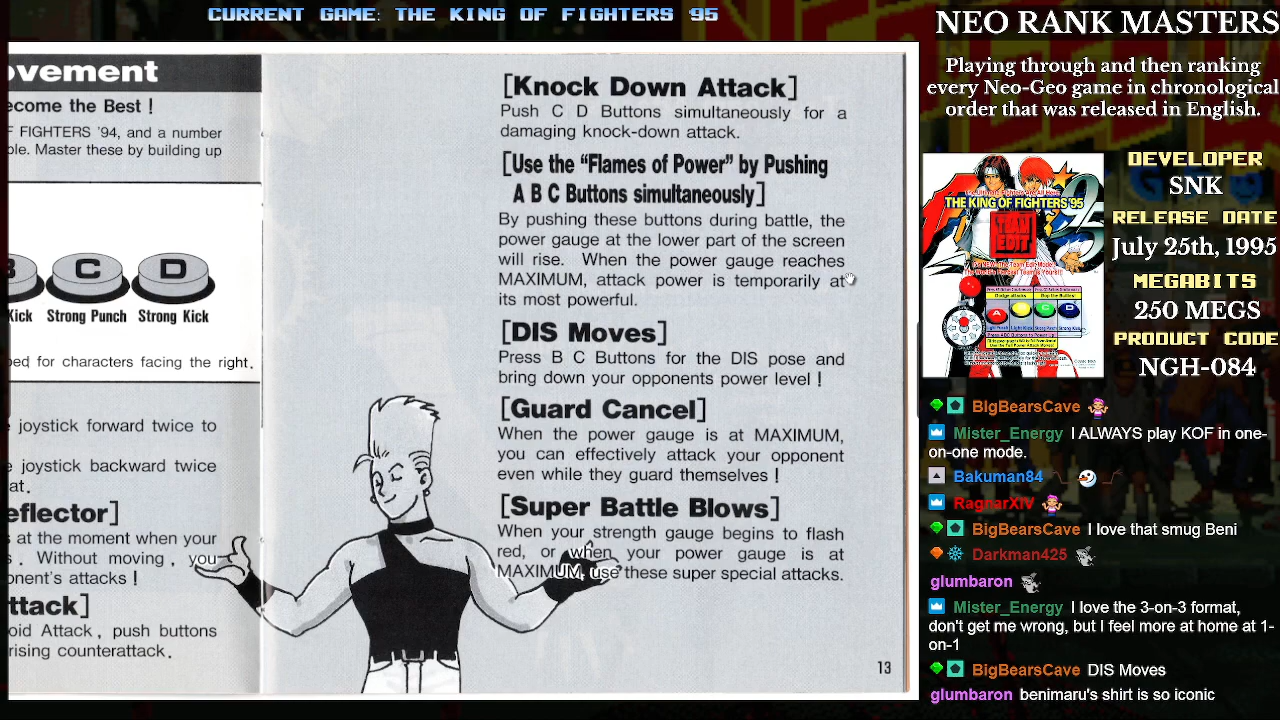 CURRENT GAME: THE KING OF FIGHTERS '95
ovement
ecome the Best !
F FIGHTERS '94, and a number
ble. Master these by building up
C
D
Kick Strong Punch Strong Kick
ped for characters facing the right.
joystick forward twice to
joystick backward twice
at.
eflector]
s at the moment when your
s. Without moving, you
onent's attacks !
ttack]
oid Attack, push buttons
rising counterattack.
[Knock Down Attack]
Push C D Buttons simultaneously for a
damaging knock-down attack.
[Use the "Flames of Power" by Pushing
A B C Buttons simultaneously]
By pushing these buttons during battle, the
power gauge at the lower part of the screen
will rise. When the power gauge reaches
MAXIMUM, attack power is temporarily at
its most powerful.
[DIS Moves]
Press B C Buttons for the DIS pose and
bring down your opponents power level !
[Guard Cancel]
When the power gauge is at MAXIMUM,
you can effectively attack your opponent
even while they guard themselves !
[Super Battle Blows]
When your strength gauge begins to flash
red, or when your power gauge is at
MAXIMUM, use these super special attacks.
13
NEO RANK MASTERS
Playing through and then ranking
every Neo-Geo game in chronological
order that was released in English.
THE KING OF FIGHTERS '95
TEAM
EDIT
A
D
DEVELOPER
SNK
RELEASE DATE
July 25th, 1995
MEGABITS
250 MEGS
PRODUCT CODE
NGH-084
BigBearsCave
Mister_Energy I ALWAYS play KOF in one-
on-one mode.
Bakuman84
RagnarXIV
BigBearsCave I love that smug Beni
Darkman425
glumbaron
Mister_Energy I love the 3-on-3 format,
don't get me wrong, but I feel more at home at 1-
on-1
BigBearsCave DIS Moves
glumbaron benimaru's shirt is so iconic